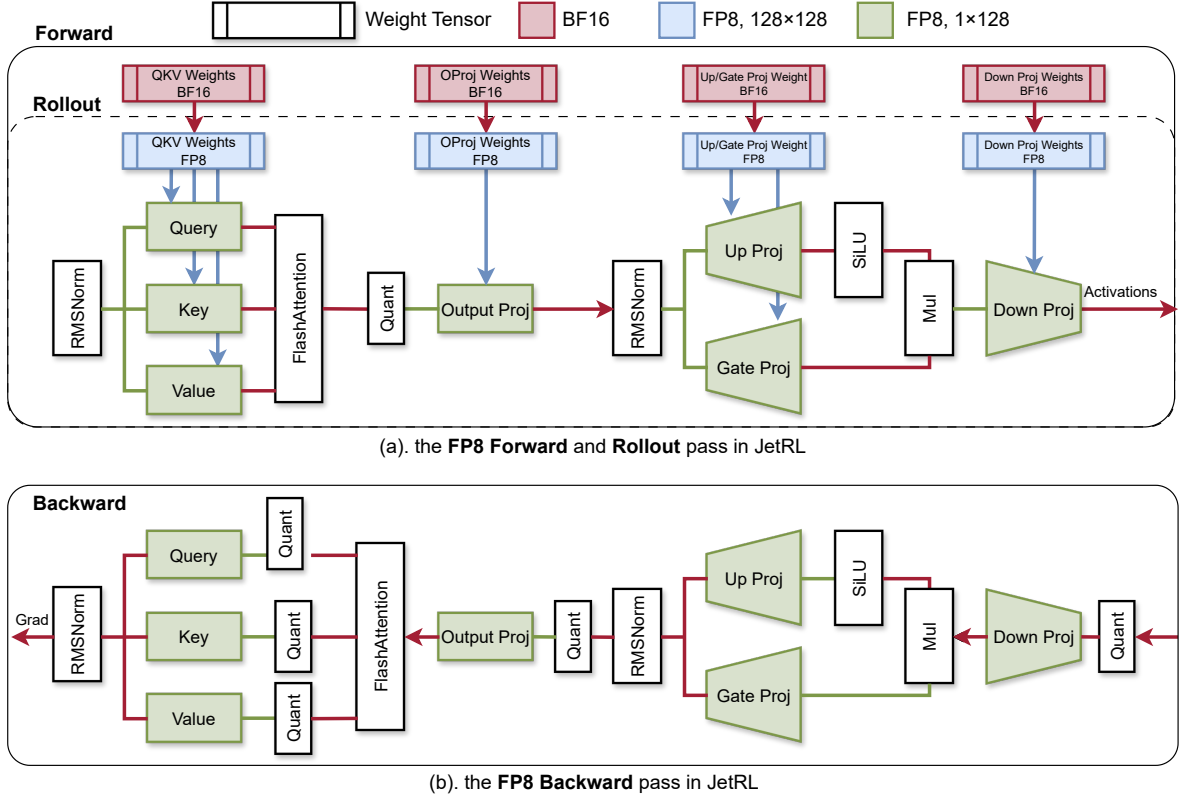 Weight Tensor
BF16
FP8, 128×128
FP8, 1×128
Forward
QKV Weights
BF16
OProj Weights
BF16
Up/Gate Proj Weight
BF16
Down Proj Weights
BF16
Rollout
QKV Weights
FP8
OProj Weights
FP8
Up/Gate Proj Weight
FP8
Down Proj Weights
FP8
RMSNorm
Query
Key
Value
FlashAttention
Quant
Output Proj
RMSNorm
Up Proj
Gate Proj
SiLU
Mul
Down Proj
Activations
(a). the FP8 Forward and Rollout pass in JetRL
Backward
Grad
RMSNorm
Query
Key
Value
Quant
Quant
Quant
FlashAttention
Output Proj
Quant
RMSNorm
Up Proj
Gate Proj
SiLU
Mul
Down Proj
Quant
(b). the FP8 Backward pass in JetRL